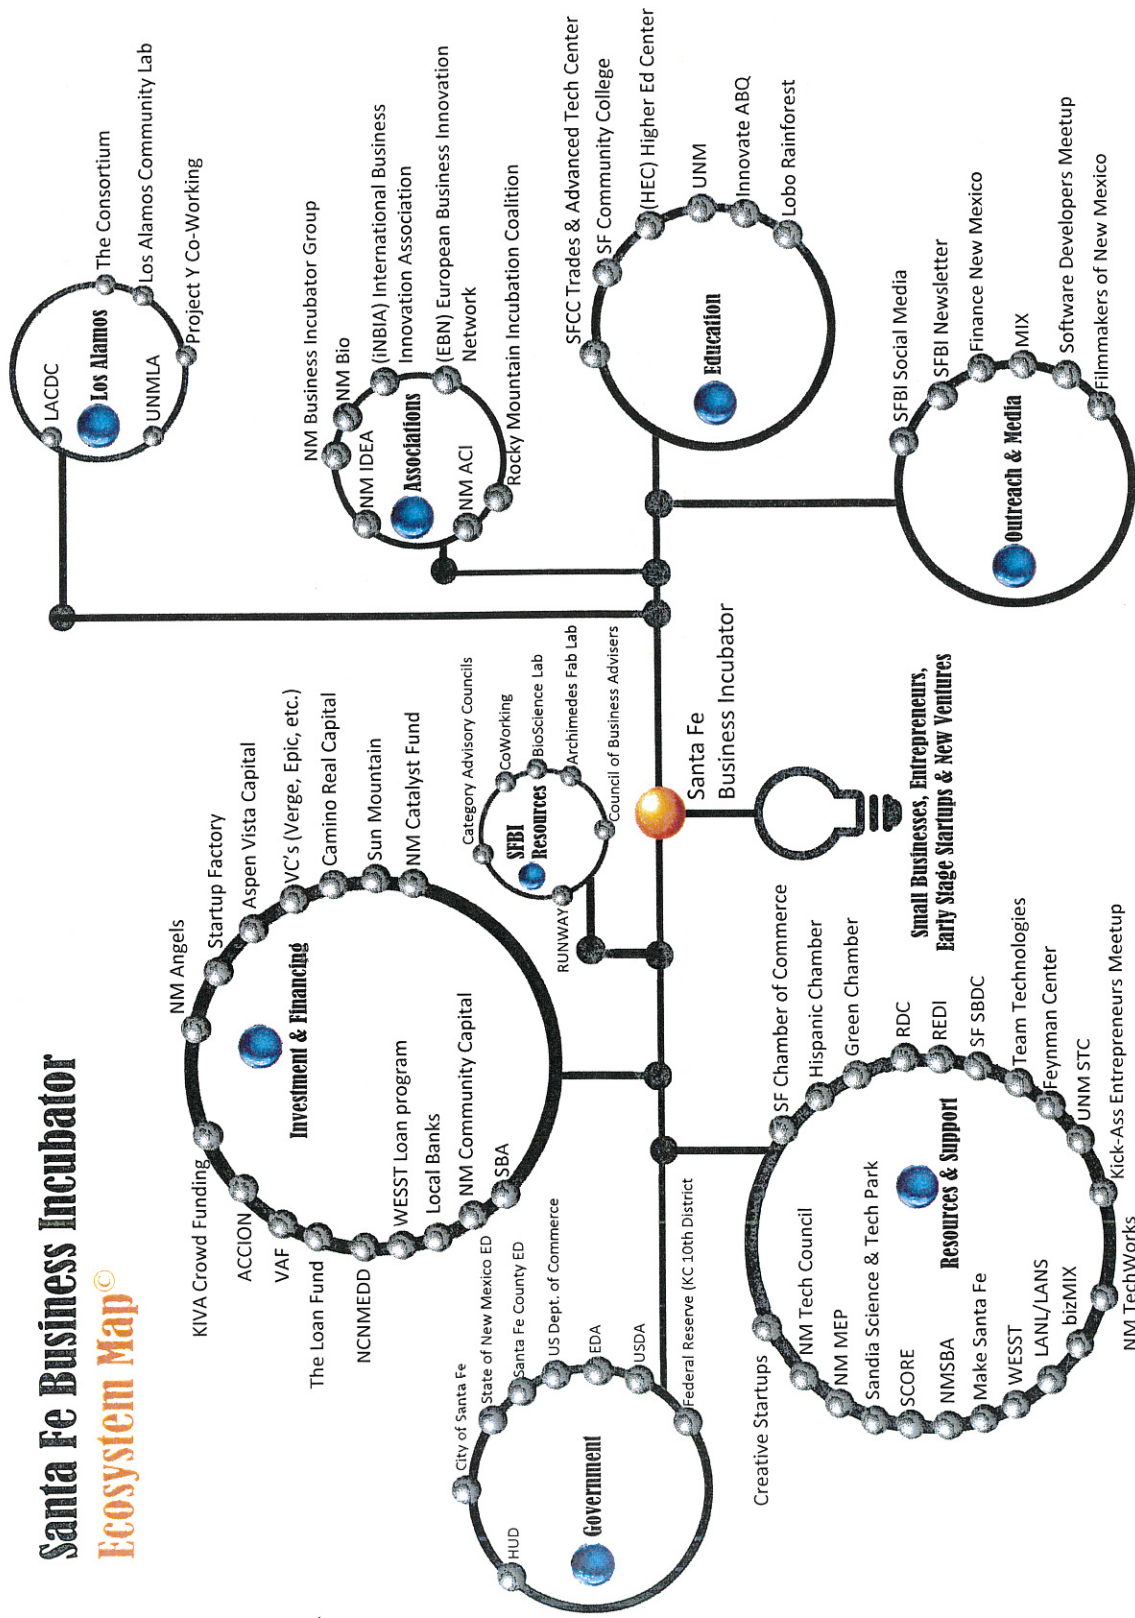 Santa Fe Business Incubator
Ecosystem Map©
KIVA Crowd Funding
ACCION
VAF
The Loan Fund
NCNMEDD
WESST Loan program
Local Banks
NM Community Capital
SBA
NM Angels
Startup Factory
Aspen Vista Capital
VC's (Verge, Epic, etc.)
Camino Real Capital
Sun Mountain
NM Catalyst Fund
Investment & Financing
LACDC
Los Alamos
UNMLA
The Consortium
Los Alamos Community Lab
Project Y Co-Working
NM Business Incubator Group
NM Bio
(iNBIA) International Business
Innovation Association
(EBN) European Business Innovation
Network
Rocky Mountain Incubation Coalition
NM IDEA
Associations
NM ACI
Category Advisory Councils
CoWorking
BioScience Lab
Archimedes Fab Lab
Council of Business Advisers
SFBI
Resources
RUNWAY
City of Santa Fe
State of New Mexico ED
Santa Fe County ED
US Dept. of Commerce
EDA
USDA
Federal Reserve (KC 10th District
HUD
Government
SFCC Trades & Advanced Tech Center
SF Community College
(HEC) Higher Ed Center
UNM
Innovate ABQ
Lobo Rainforest
Education
Santa Fe
Business Incubator
Small Businesses, Entrepreneurs,
Early Stage Startups & New Ventures
Creative Startups
NM Tech Council
NM MEP
Sandia Science & Tech Park
SCORE
NMSBA
Make Santa Fe
WESST
LANL/LANS
bizMIX
NM TechWorks
Resources & Support
SF Chamber of Commerce
Hispanic Chamber
Green Chamber
RDC
REDI
SF SBDC
Team Technologies
Feynman Center
UNM STC
Kick-Ass Entrepreneurs Meetup
SFBI Social Media
SFBI Newsletter
Finance New Mexico
MIX
Software Developers Meetup
Filmmakers of New Mexico
Outreach & Media